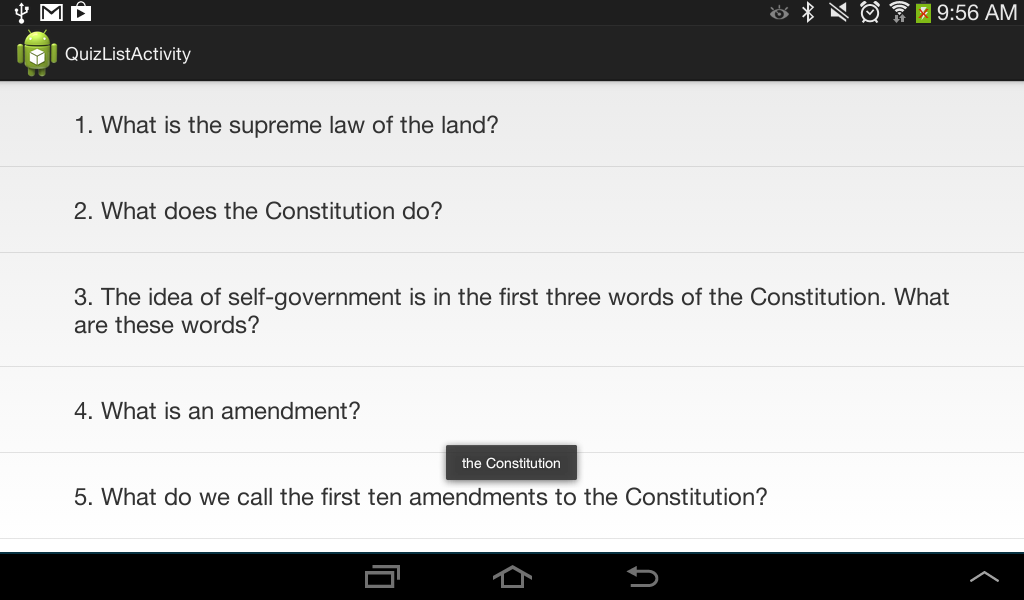 9:56 AM
QuizListActivity
1. What is the supreme law of the land?
2. What does the Constitution do?
3. The idea of self-government is in the first three words of the Constitution. What
are these words?
4. What is an amendment?
the Constitution
5. What do we call the first ten amendments to the Constitution?